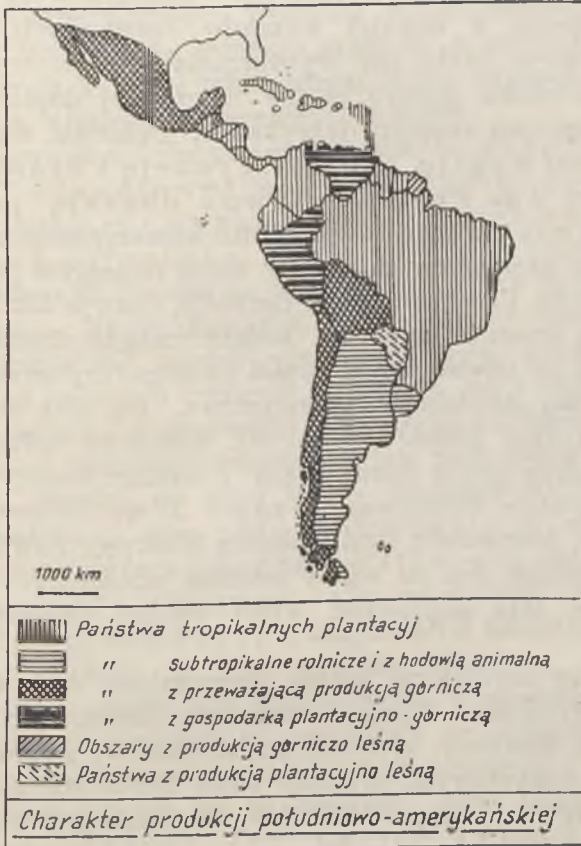 1000 km
Państwa tropikalnych plantacyj
" subtropikalne rolnicze i z hodowlą animalną
" z przeważającą produkcją górniczą
" z gospodarką plantacyjno-górniczą
Obszary z produkcją górniczo leśną
Państwa z produkcją plantacyjno leśną
Charakter produkcji południowo-amerykańskiej